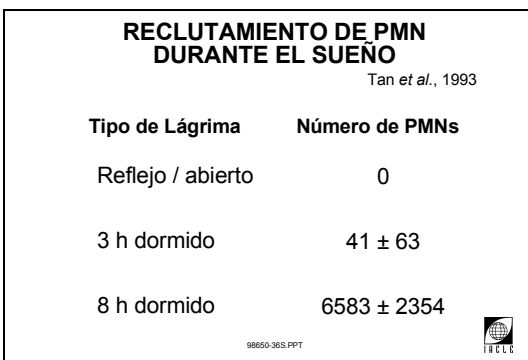 RECLUTAMIENTO DE PMN
DURANTE EL SUEÑO
Tan et al., 1993
Tipo de Lágrima Número de PMNs
Reflejo / abierto 0
3 h dormido 41 ± 63
8 h dormido 6583 ± 2354
98650-36S.PPT
IACLE